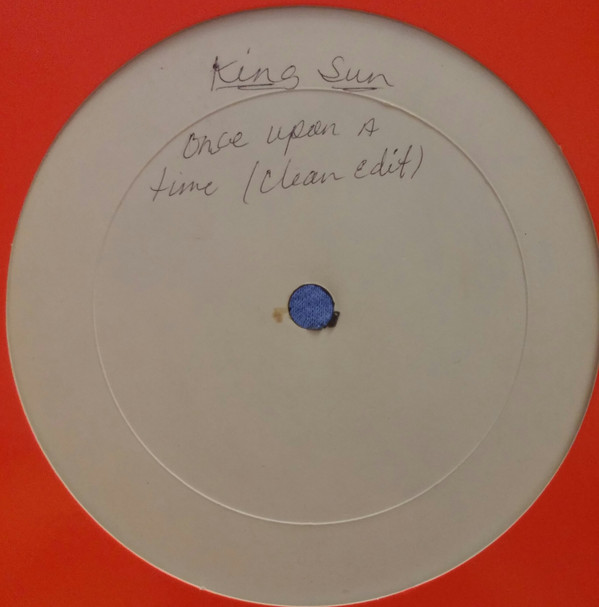 King Sun
once upon A
time (clean edit)